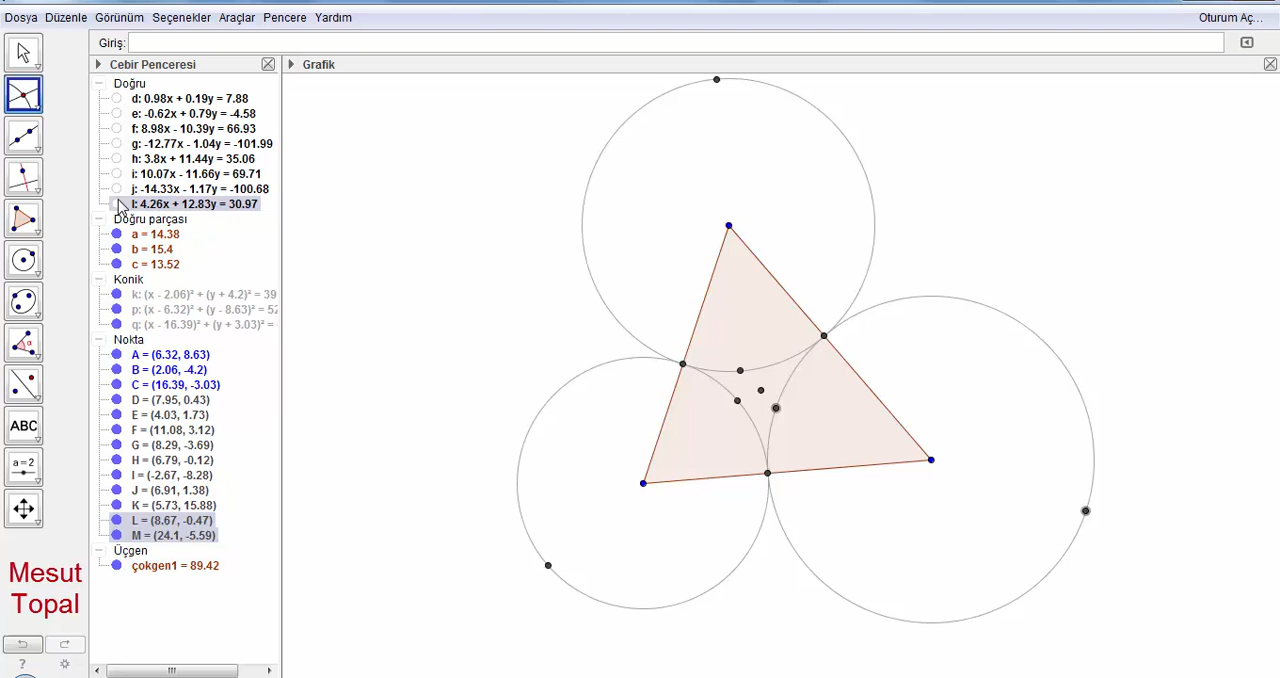 Dosya Düzenle Görünüm Seçenekler Araçlar Pencere Yardım Oturum Aç...
Giriş:
Cebir Penceresi Grafik
Doğru
d: 0.98x + 0.19y = 7.88
e: -0.62x + 0.79y = -4.58
f: 8.98x - 10.39y = 66.93
g: -12.77x - 1.04y = -101.99
h: 3.8x + 11.44y = 35.06
i: 10.07x - 11.66y = 69.71
j: -14.33x - 1.17y = -100.68
l: 4.26x + 12.83y = 30.97
Doğru parçası
a = 14.38
b = 15.4
c = 13.52
Konik
k: (x - 2.06)² + (y + 4.2)² = 39
p: (x - 6.32)² + (y - 8.63)² = 52
q: (x - 16.39)² + (y + 3.03)² =
Nokta
A = (6.32, 8.63)
B = (2.06, -4.2)
C = (16.39, -3.03)
D = (7.95, 0.43)
E = (4.03, 1.73)
F = (11.08, 3.12)
G = (8.29, -3.69)
H = (6.79, -0.12)
I = (-2.67, -8.28)
J = (6.91, 1.38)
K = (5.73, 15.88)
L = (8.67, -0.47)
M = (24.1, -5.59)
Üçgen
çokgen1 = 89.42
α
ABC
a=2
Mesut
Topal
?